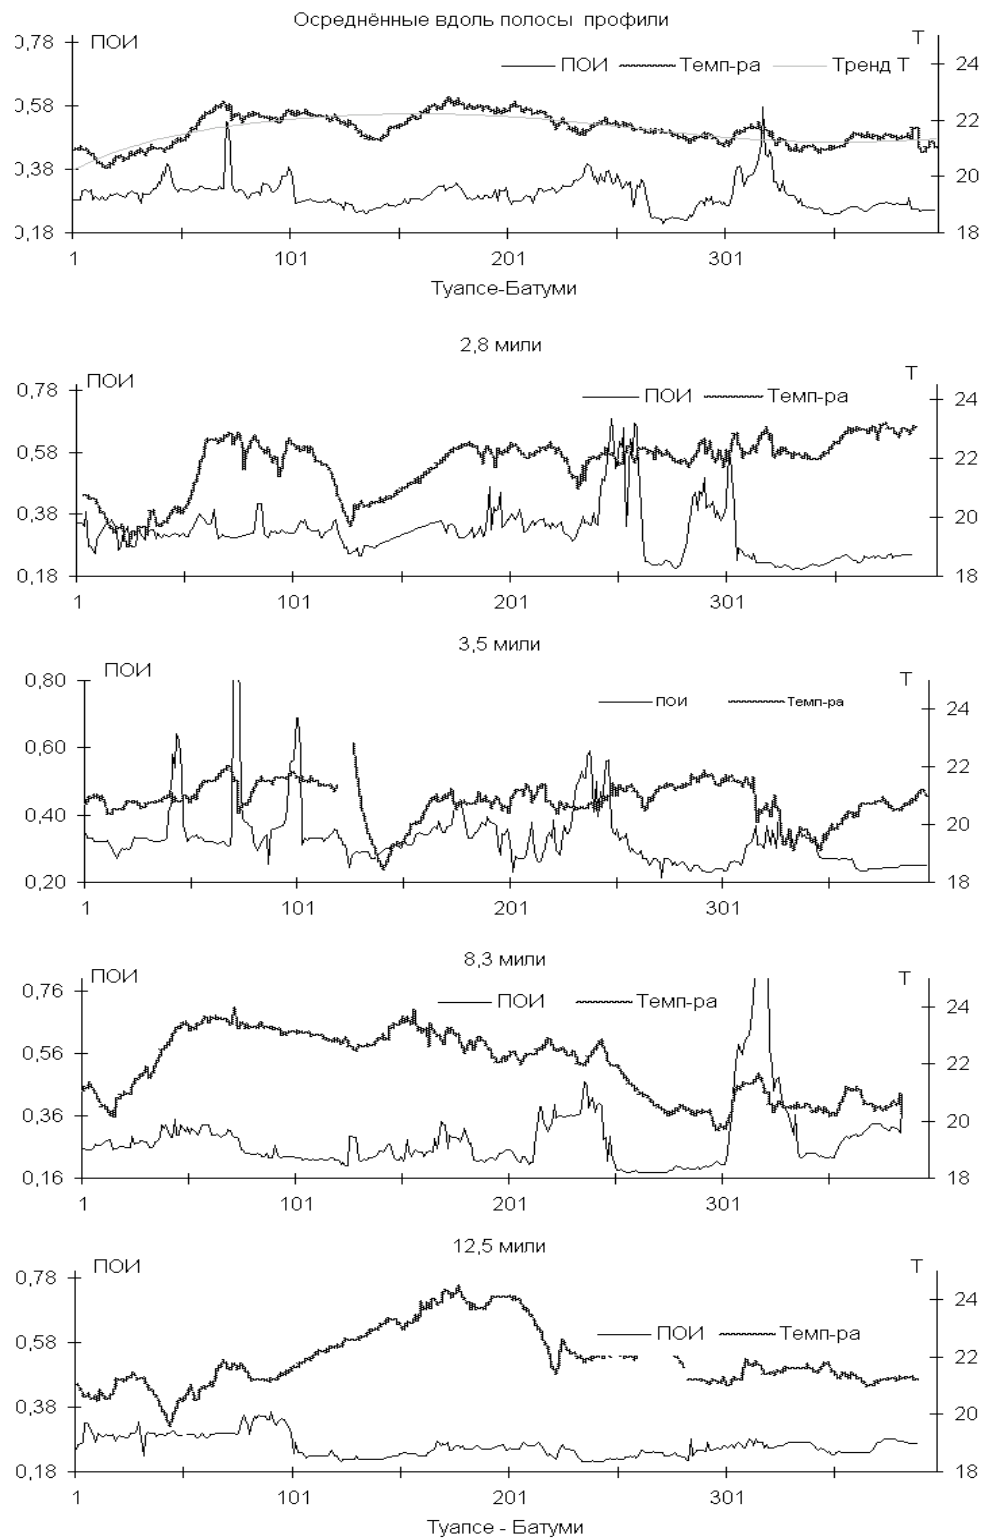 Осреднённые вдоль полосы профили
0,78 ПОИ Т
ПОИ Темп-ра Тренд Т 24
0,58 22
0,38 20
0,18 18
1 101 201 301
Туапсе-Батуми
2,8 мили
0,78 ПОИ Т
ПОИ Темп-ра 24
0,58 22
0,38 20
0,18 18
1 101 201 301
3,5 мили
0,80 ПОИ Т
ПОИ Темп-ра 24
0,60 22
0,40 20
0,20 18
1 101 201 301
8,3 мили
0,76 ПОИ Т
ПОИ Темп-ра 24
0,56 22
0,36 20
0,16 18
1 101 201 301
12,5 мили
0,78 ПОИ Т
24
0,58 ПОИ Темп-ра 22
0,38 20
0,18 18
1 101 201 301
Туапсе - Батуми